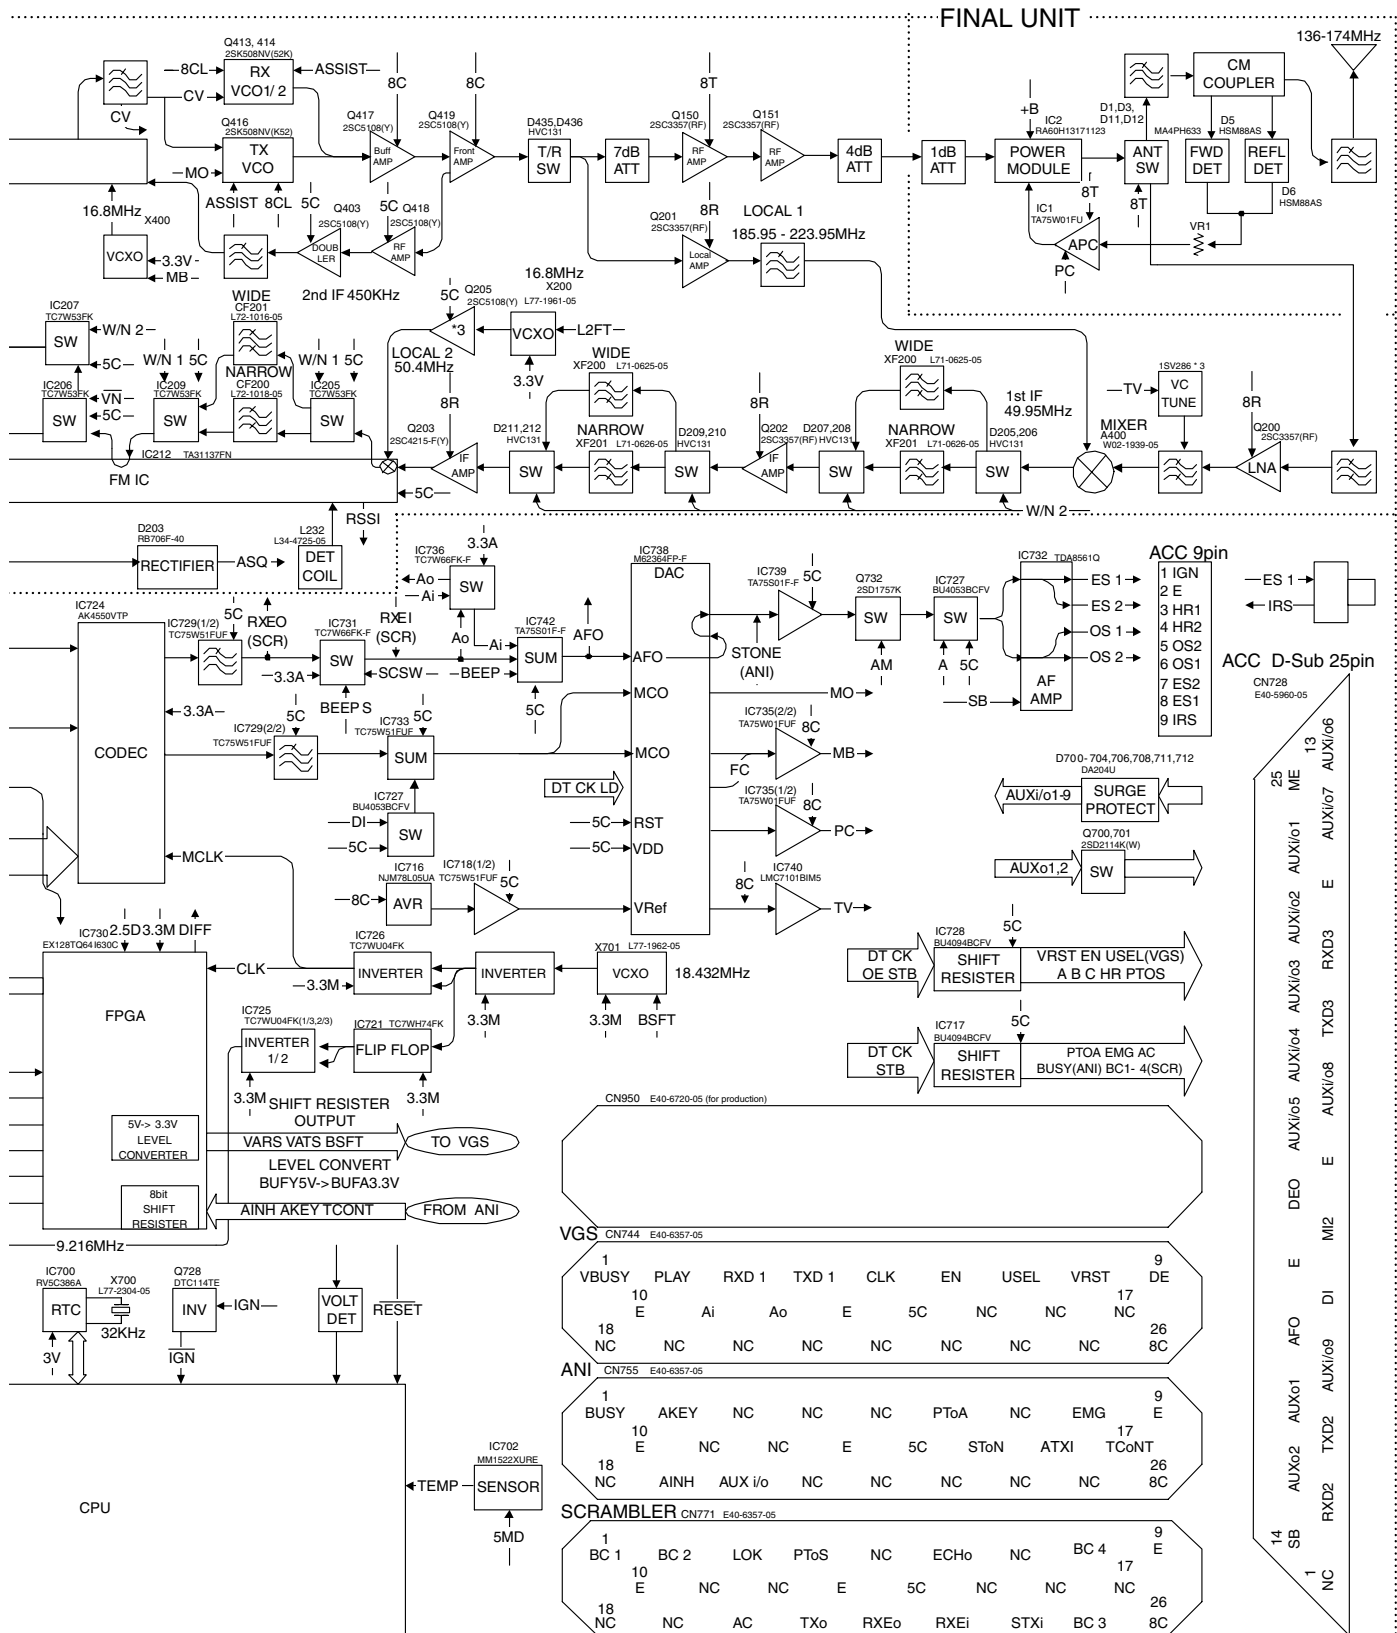 FINAL UNIT
136-174MHz
Q413, 414
2SK508NV(52K)
8CL
RX
VCO1/ 2
ASSIST
8C
8C
8T
CM
COUPLER
CV
CV
Q416
2SK508NV(K52)
Q417
2SC5108(Y)
Q419
2SC5108(Y)
D435,D436
HVC131
Q150
2SC3357(RF)
Q151
2SC3357(RF)
+B
IC2
RA60H13171123
D1,D3,
D11,D12
MA4PH633
D5
HSM88AS
TX
VCO
Buff
AMP
Front
AMP
T/R
SW
7dB
ATT
RF
AMP
RF
AMP
4dB
ATT
1dB
ATT
POWER
MODULE
ANT
SW
FWD
DET
REFL
DET
MO
D6
HSM88AS
16.8MHz
X400
ASSIST
8CL
5C
Q403
2SC5108(Y)
5C
Q418
2SC5108(Y)
8R
Q201
2SC3357(RF)
LOCAL 1
185.95 - 223.95MHz
IC1
TA75W01FU
8T
8T
VR1
VCXO
3.3V
MB
DOUB
LER
RF
AMP
Local
AMP
APC
PC
WIDE
2nd IF 450KHz
IC207
TC7W53FK
CF201
L72-1016-05
5C
Q205
2SC5108(Y)
16.8MHz
X200
L77-1961-05
SW
W/N 2
5C
*3
VCXO
L2FT
W/N 1
5C
NARROW
W/N 1
5C
LOCAL 2
50.4MHz
3.3V
WIDE
XF200
L71-0625-05
WIDE
XF200
L71-0625-05
1SV286 * 3
TV
VC
TUNE
IC206
TC7W53FK
VN
5C
IC209
TC7W53FK
CF200
L72-1018-05
IC205
TC7W53FK
8R
8R
1st IF
49.95MHz
8R
SW
SW
SW
Q203
2SC4215-F(Y)
D211,212
HVC131
NARROW
XF201
L71-0626-05
D209,210
HVC131
Q202
2SC3357(RF)
D207,208
HVC131
NARROW
XF201
L71-0626-05
D205,206
HVC131
MIXER
A400
W02-1939-05
Q200
2SC3357(RF)
IC212
TA31137FN
IF
AMP
SW
SW
IF
AMP
SW
SW
LNA
FM IC
5C
W/N 2
RSSI
D203
RB706F-40
L232
L34-4725-05
RECTIFIER
ASQ
DET
COIL
IC736
TC7W66FK-F
3.3A
Ao
Ai
SW
IC738
M62364FP-F
DAC
IC739
TA75S01F-F
5C
Q732
2SD1757K
IC727
BU4053BCFV
IC732
TDA8561Q
ACC 9pin
1 IGN
2 E
3 HR1
4 HR2
5 OS2
6 OS1
7 ES2
8 ES1
9 IRS
ES 1
IRS
IC724
AK4550VTP
5C
RXEO
(SCR)
IC729(1/2)
TC75W51FUF
IC731
TC7W66FK-F
RXEI
(SCR)
Ao
Ai
IC742
TA75S01F-F
AFO
SW
SW
ES 1
ES 2
OS 1
OS 2
SW
3.3A
SCSW
BEEP
SUM
AFO
STONE
(ANI)
AM
A
5C
SB
AF
AMP
ACC D-Sub 25pin
CN728
E40-5960-05
MCO
MO
3.3A
5C
BEEP S
5C
5C
IC729(2/2)
TC75W51FUF
IC733
TC75W51FUF
IC735(2/2)
TA75W01FUF
8C
CODEC
SUM
MCO
MB
FC
D700- 704,706,708,711,712
DA204U
DT CK LD
AUXi/o1-9
SURGE
PROTECT
IC727
BU4053BCFV
DI
5C
SW
5C
5C
RST
VDD
IC735(1/2)
TA75W01FUF
8C
PC
Q700,701
2SD2114K(W)
MCLK
IC716
NJM78L05UA
IC718(1/2)
TC75W51FUF
5C
8C
IC740
LMC7101BIM5
AUXo1,2
SW
8C
AVR
VRef
TV
2.5D
3.3M
DIFF
IC730
EX128TQ64I630C
IC726
TC7WU04FK
X701
L77-1962-05
IC728
BU4094BCFV
5C
CLK
INVERTER
INVERTER
VCXO
18.432MHz
DT CK
OE STB
SHIFT
RESISTER
VRST EN USEL(VGS)
A B C HR PTOS
3.3M
FPGA
IC725
TC7WU04FK(1/3,2/3)
IC721
TC7WH74FK
3.3M
3.3M
BSFT
IC717
BU4094BCFV
5C
INVERTER
1/ 2
FLIP FLOP
DT CK
STB
SHIFT
RESISTER
PTOA EMG AC
BUSY(ANI) BC1- 4(SCR)
3.3M
3.3M
SHIFT RESISTER
OUTPUT
CN950 E40-6720-05 (for production)
5V-> 3.3V
LEVEL
CONVERTER
VARS VATS BSFT
TO VGS
LEVEL CONVERT
BUFY5V->BUFA3.3V
8bit
SHIFT
RESISTER
AINH AKEY TCONT
FROM ANI
9.216MHz
VGS CN744 E40-6357-05
1 9
VBUSY PLAY RXD 1 TXD 1 CLK EN USEL VRST DE
10 17
E Ai Ao E 5C NC NC NC
18 26
NC NC NC NC NC NC NC NC 8C
IC700
RV5C386A
X700
L77-2304-05
Q728
DTC114TE
RTC
32KHz
INV
IGN
VOLT
DET
RESET
3V
IGN
ANI CN755 E40-6357-05
1 9
BUSY AKEY NC NC NC PToA NC EMG E
10 17
E NC NC E 5C SToN ATXI TCoNT
18 26
NC AINH AUX i/o NC NC NC NC NC 8C
IC702
MM1522XURE
TEMP
SENSOR
5MD
CPU
SCRAMBLER CN771 E40-6357-05
1 9
BC 1 BC 2 LOK PToS NC ECHo NC BC 4 E
10 17
E NC NC E 5C NC NC NC
18 26
NC NC AC TXo RXEo RXEi STXi BC 3 8C
14 25
SB AUXo2 AUXo1 AFO E DEO AUXi/o5 AUXi/o4 AUXi/o3 AUXi/o2 AUXi/o1 ME
1 13
NC RXD2 TXD2 AUXi/o9 DI MI2 E AUXi/o8 TXD3 RXD3 E AUXi/o7 AUXi/o6